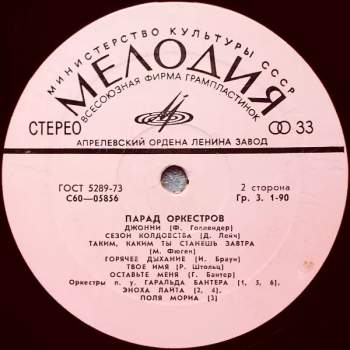 МИНИСТЕРСТВО КУЛЬТУРЫ СССР
МЕЛОДИЯ
ВСЕСОЮЗНАЯ ФИРМА ГРАМПЛАСТИНОК
СТЕРЕО
33
АПРЕЛЕВСКИЙ ОРДЕНА ЛЕНИНА ЗАВОД
ГОСТ 5289-73
С60—05856
2 сторона
Гр. 3. 1-90
ПАРАД ОРКЕСТРОВ
ДЖОННИ (Ф. Голлендер)
СЕЗОН КОЛДОВСТВА (Д. Лейч)
ТАКИМ, КАКИМ ТЫ СТАНЕШЬ ЗАВТРА
(М. Фюген)
ГОРЯЧЕЕ ДЫХАНИЕ (И. Браун)
ТВОЕ ИМЯ (Р. Штольц)
ОСТАВЬТЕ МЕНЯ (Г. Бантер)
Оркестры п. у. ГАРАЛЬДА БАНТЕРА [1, 5, 6],
ЭНОХА ЛАЙТА [2, 4],
ПОЛЯ МОРИА [3]